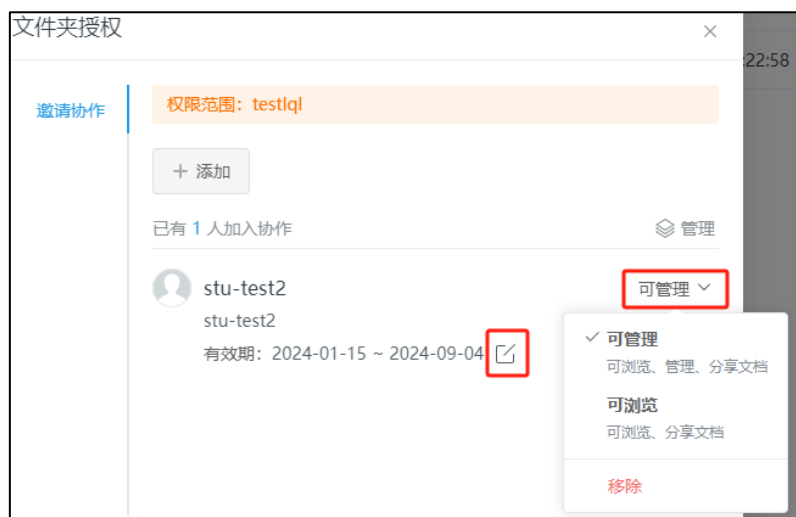 文件夹授权
:22:58
邀请协作
权限范围：testlql
添加
已有 1 人加入协作
管理
stu-test2
可管理
stu-test2
有效期：2024-01-15 ~ 2024-09-04
可管理
可浏览、管理、分享文档
可浏览
可浏览、分享文档
移除